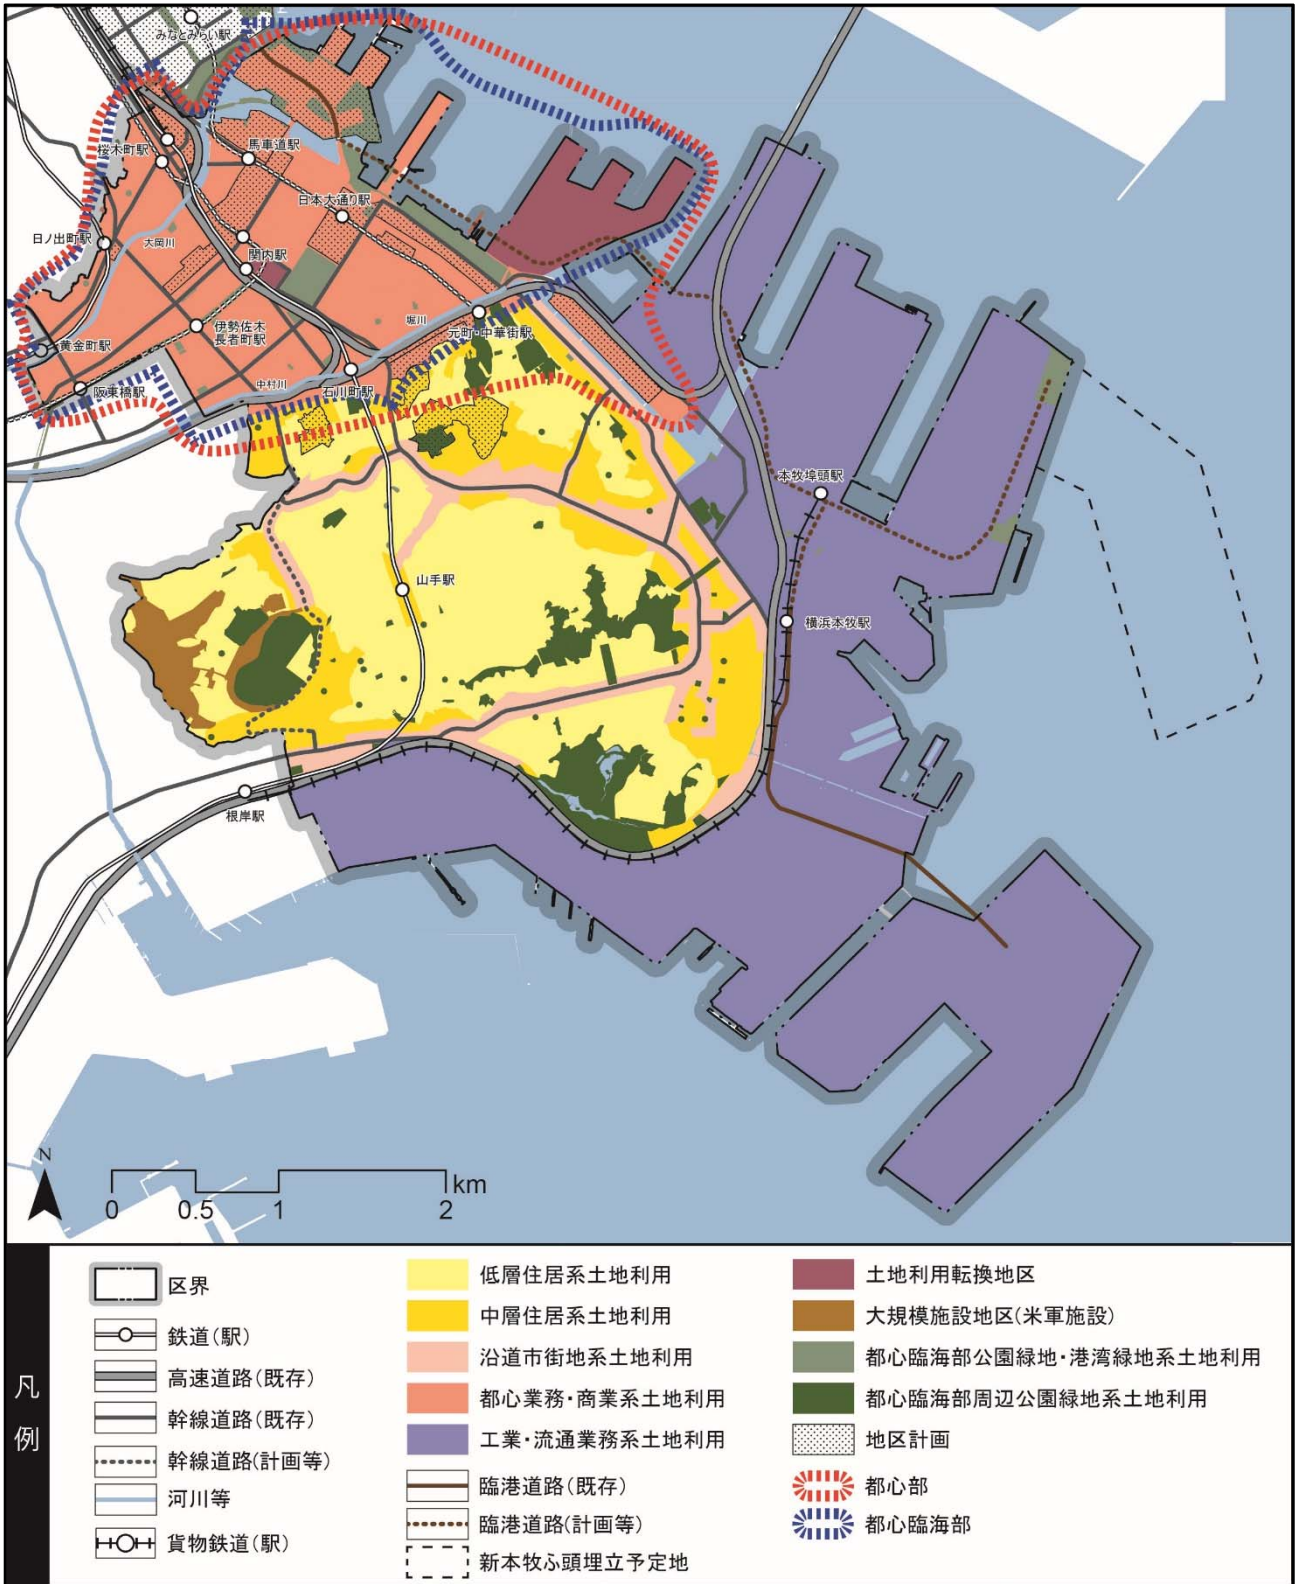 みなとみらい駅
桜木町駅
馬車道駅
日本大通り駅
日ノ出町駅
大岡川
関内駅
伊勢佐木
長者町駅
堀川
元町・中華街駅
黄金町駅
阪東橋駅
中村川
石川町駅
本牧埠頭駅
山手駅
横浜本牧駅
根岸駅
N
km
0
0.5
1
2
凡例
区界
鉄道(駅)
高速道路(既存)
幹線道路(既存)
幹線道路(計画等)
河川等
貨物鉄道(駅)
低層住居系土地利用
中層住居系土地利用
沿道市街地系土地利用
都心業務・商業系土地利用
工業・流通業務系土地利用
臨港道路(既存)
臨港道路(計画等)
新本牧ふ頭埋立予定地
土地利用転換地区
大規模施設地区(米軍施設)
都心臨海部公園緑地・港湾緑地系土地利用
都心臨海部周辺公園緑地系土地利用
地区計画
都心部
都心臨海部